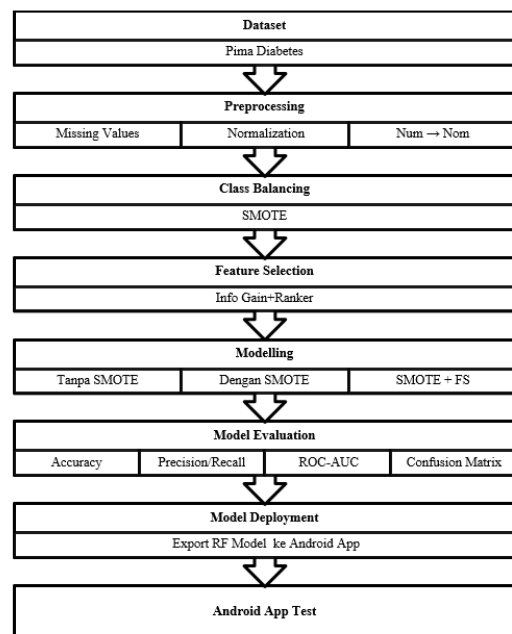 Dataset
Pima Diabetes
Preprocessing
Missing Values Normalization Num → Nom
Class Balancing
SMOTE
Feature Selection
Info Gain+Ranker
Modelling
Tanpa SMOTE Dengan SMOTE SMOTE + FS
Model Evaluation
Accuracy Precision/Recall ROC-AUC Confusion Matrix
Model Deployment
Export RF Model ke Android App
Android App Test